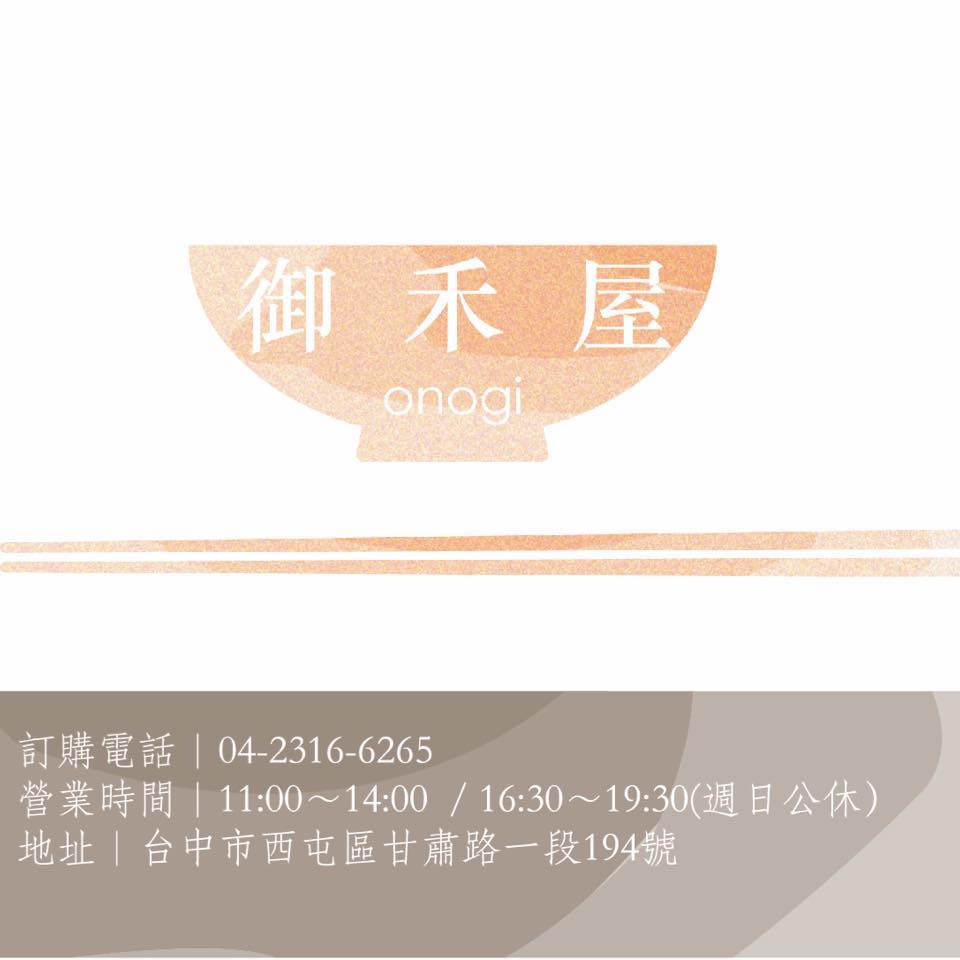 御禾屋
onogi
訂購電話｜04-2316-6265
營業時間｜11:00～14:00 / 16:30～19:30(週日公休)
地址｜台中市西屯區甘肅路一段194號